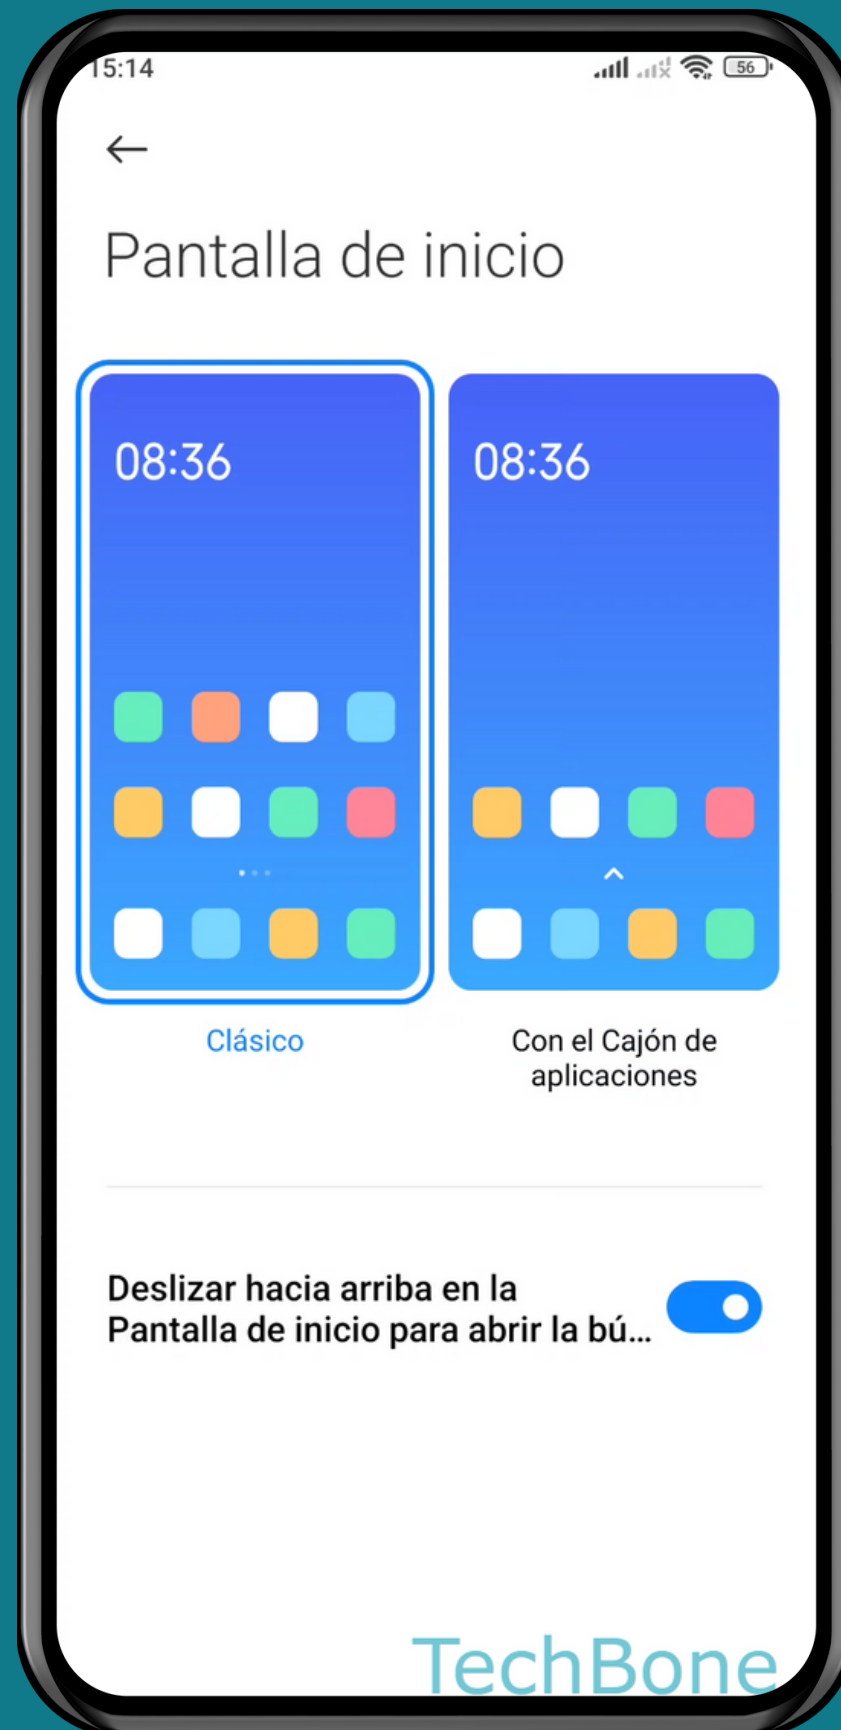 15:14
56
Pantalla de inicio
08:36
08:36
Clásico
Con el Cajón de
aplicaciones
Deslizar hacia arriba en la
Pantalla de inicio para abrir la bú...
TechBone